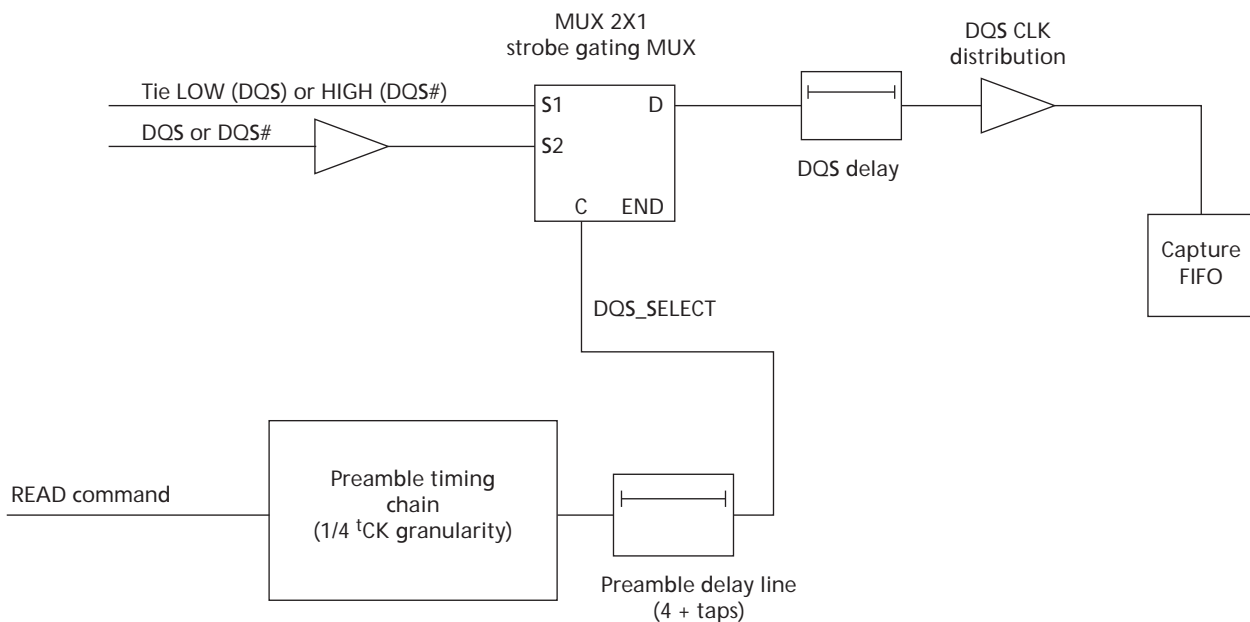 MUX 2X1
strobe gating MUX
DQS CLK
distribution
Tie LOW (DQS) or HIGH (DQS#)
S1
D
DQS or DQS#
S2
DQS delay
C
END
Capture
FIFO
DQS_SELECT
READ command
Preamble timing
chain
(1/4 ᵗCK granularity)
Preamble delay line
(4 + taps)